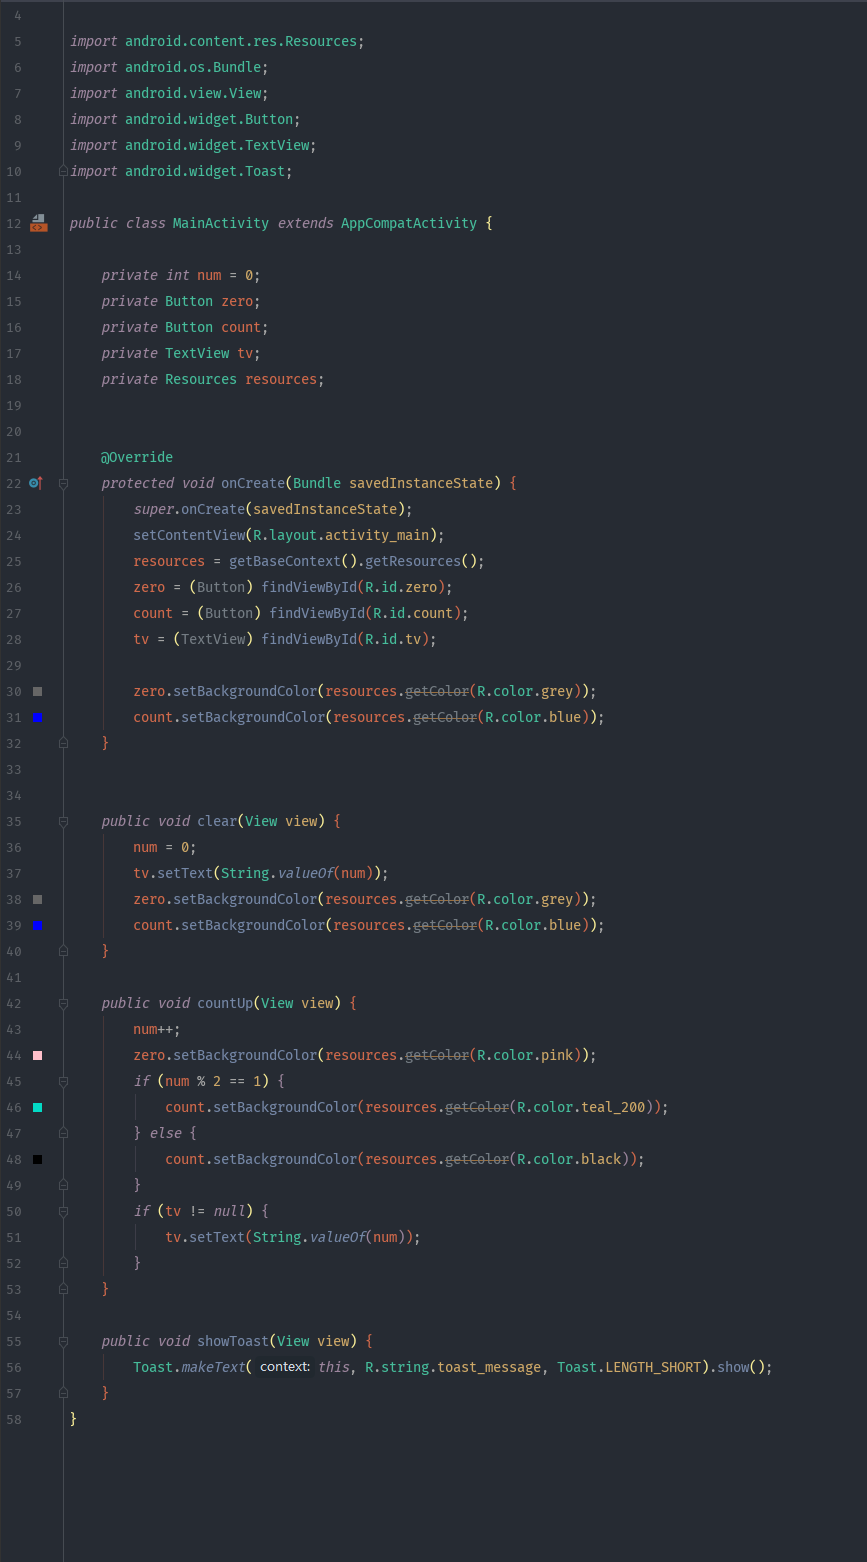 4
5 import android.content.res.Resources;
6 import android.os.Bundle;
7 import android.view.View;
8 import android.widget.Button;
9 import android.widget.TextView;
10 import android.widget.Toast;
11
12 public class MainActivity extends AppCompatActivity {
13
14     private int num = 0;
15     private Button zero;
16     private Button count;
17     private TextView tv;
18     private Resources resources;
19
20
21     @Override
22     protected void onCreate(Bundle savedInstanceState) {
23         super.onCreate(savedInstanceState);
24         setContentView(R.layout.activity_main);
25         resources = getBaseContext().getResources();
26         zero = (Button) findViewById(R.id.zero);
27         count = (Button) findViewById(R.id.count);
28         tv = (TextView) findViewById(R.id.tv);
29
30         zero.setBackgroundColor(resources.getColor(R.color.grey));
31         count.setBackgroundColor(resources.getColor(R.color.blue));
32     }
33
34
35     public void clear(View view) {
36         num = 0;
37         tv.setText(String.valueOf(num));
38         zero.setBackgroundColor(resources.getColor(R.color.grey));
39         count.setBackgroundColor(resources.getColor(R.color.blue));
40     }
41
42     public void countUp(View view) {
43         num++;
44         zero.setBackgroundColor(resources.getColor(R.color.pink));
45         if (num % 2 == 1) {
46             count.setBackgroundColor(resources.getColor(R.color.teal_200));
47         } else {
48             count.setBackgroundColor(resources.getColor(R.color.black));
49         }
50         if (tv != null) {
51             tv.setText(String.valueOf(num));
52         }
53     }
54
55     public void showToast(View view) {
56         Toast.makeText( context: this, R.string.toast_message, Toast.LENGTH_SHORT).show();
57     }
58 }